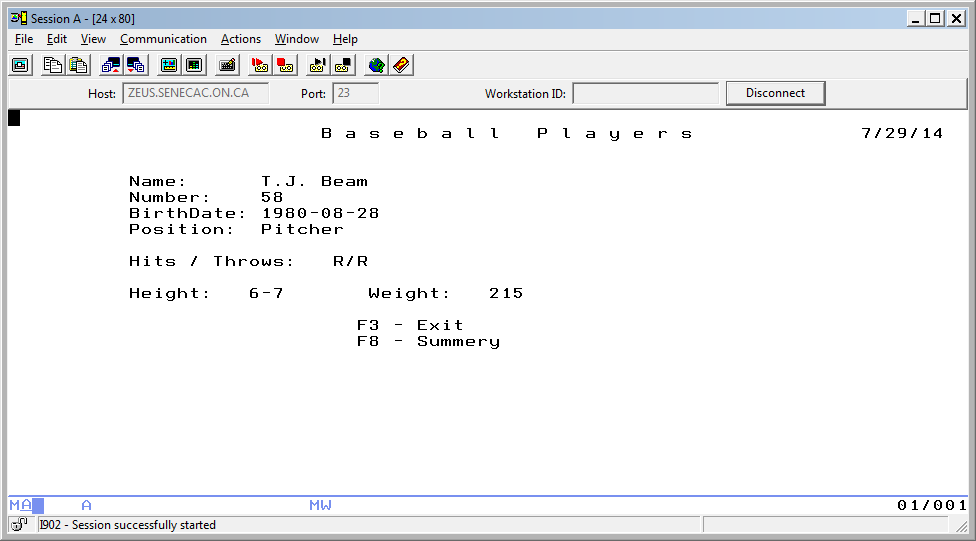 Session A - [24 x 80]
File Edit View Communication Actions Window Help
Host: ZEUS.SENECAC.ON.CA Port: 23 Workstation ID: Disconnect
Baseball Players 7/29/14
Name: T.J. Beam
Number: 58
BirthDate: 1980-08-28
Position: Pitcher
Hits / Throws: R/R
Height: 6-7 Weight: 215
F3 - Exit
F8 - Summery
MA A MW 01/001
I902 - Session successfully started